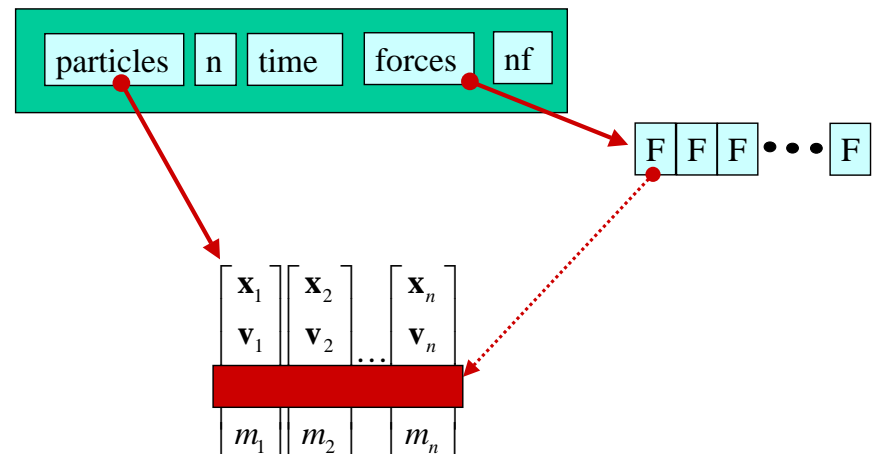 particles n time forces nf
F F F ••• F
x₁ x₂ xₙ
v₁ v₂ … vₙ
m₁ m₂ mₙ